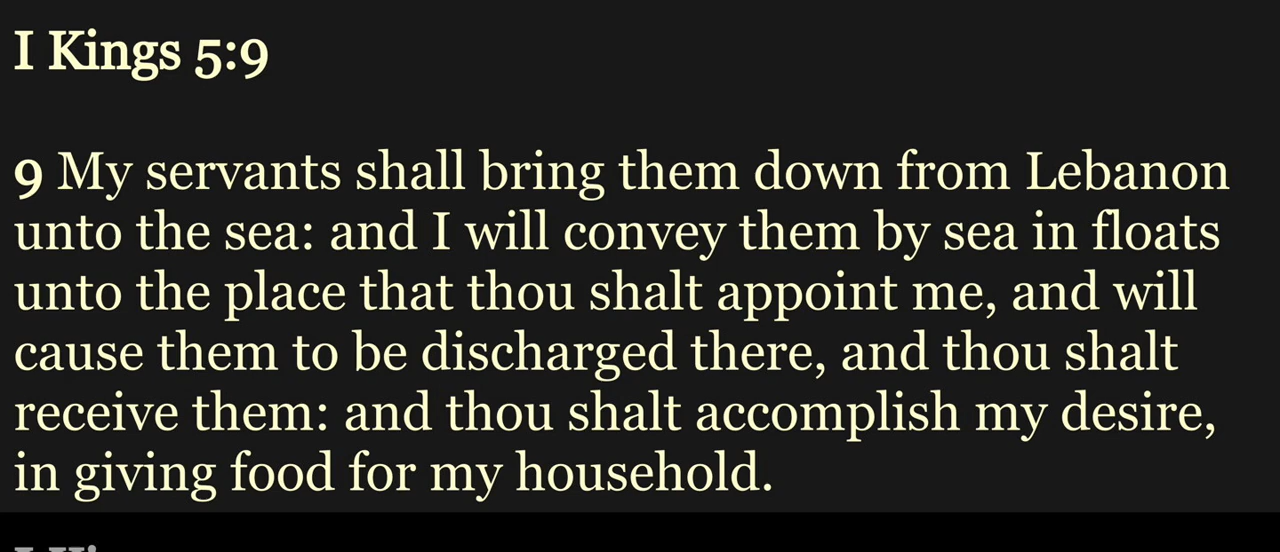 I Kings 5:9
9 My servants shall bring them down from Lebanon
unto the sea: and I will convey them by sea in floats
unto the place that thou shalt appoint me, and will
cause them to be discharged there, and thou shalt
receive them: and thou shalt accomplish my desire,
in giving food for my household.